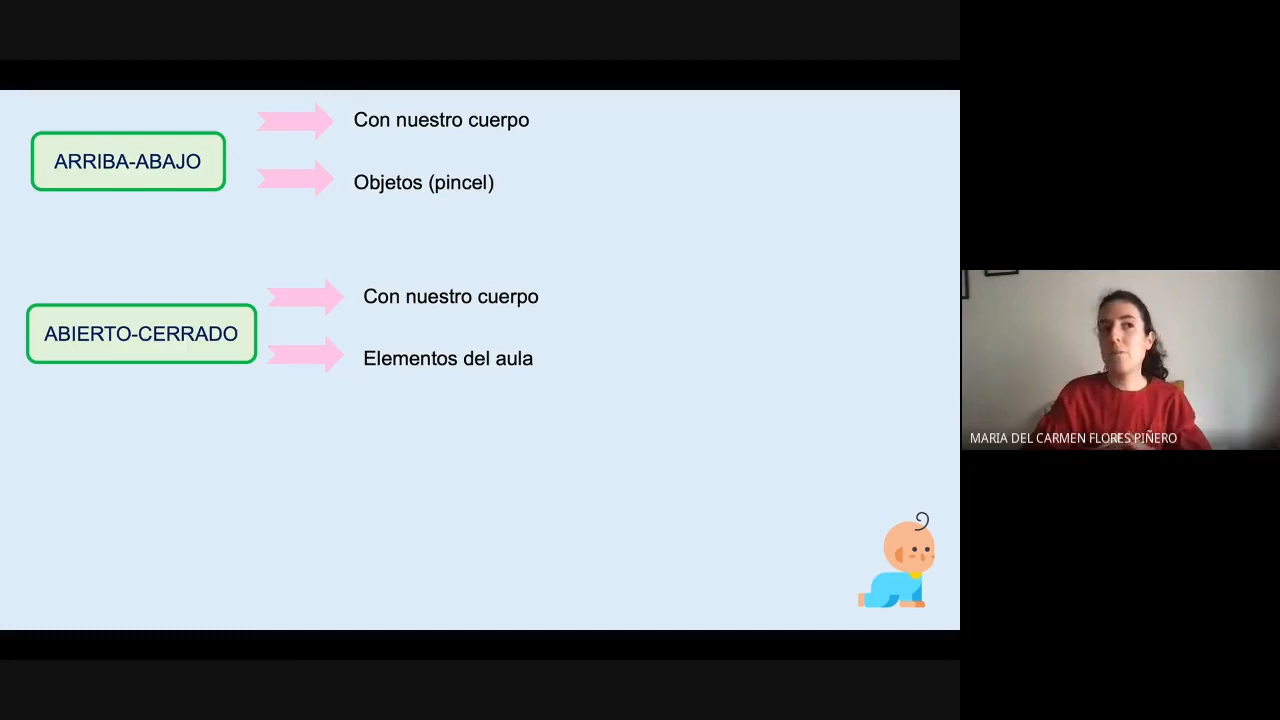 Con nuestro cuerpo
ARRIBA-ABAJO
Objetos (pincel)
Con nuestro cuerpo
ABIERTO-CERRADO
Elementos del aula
MARIA DEL CARMEN FLORES PIÑERO